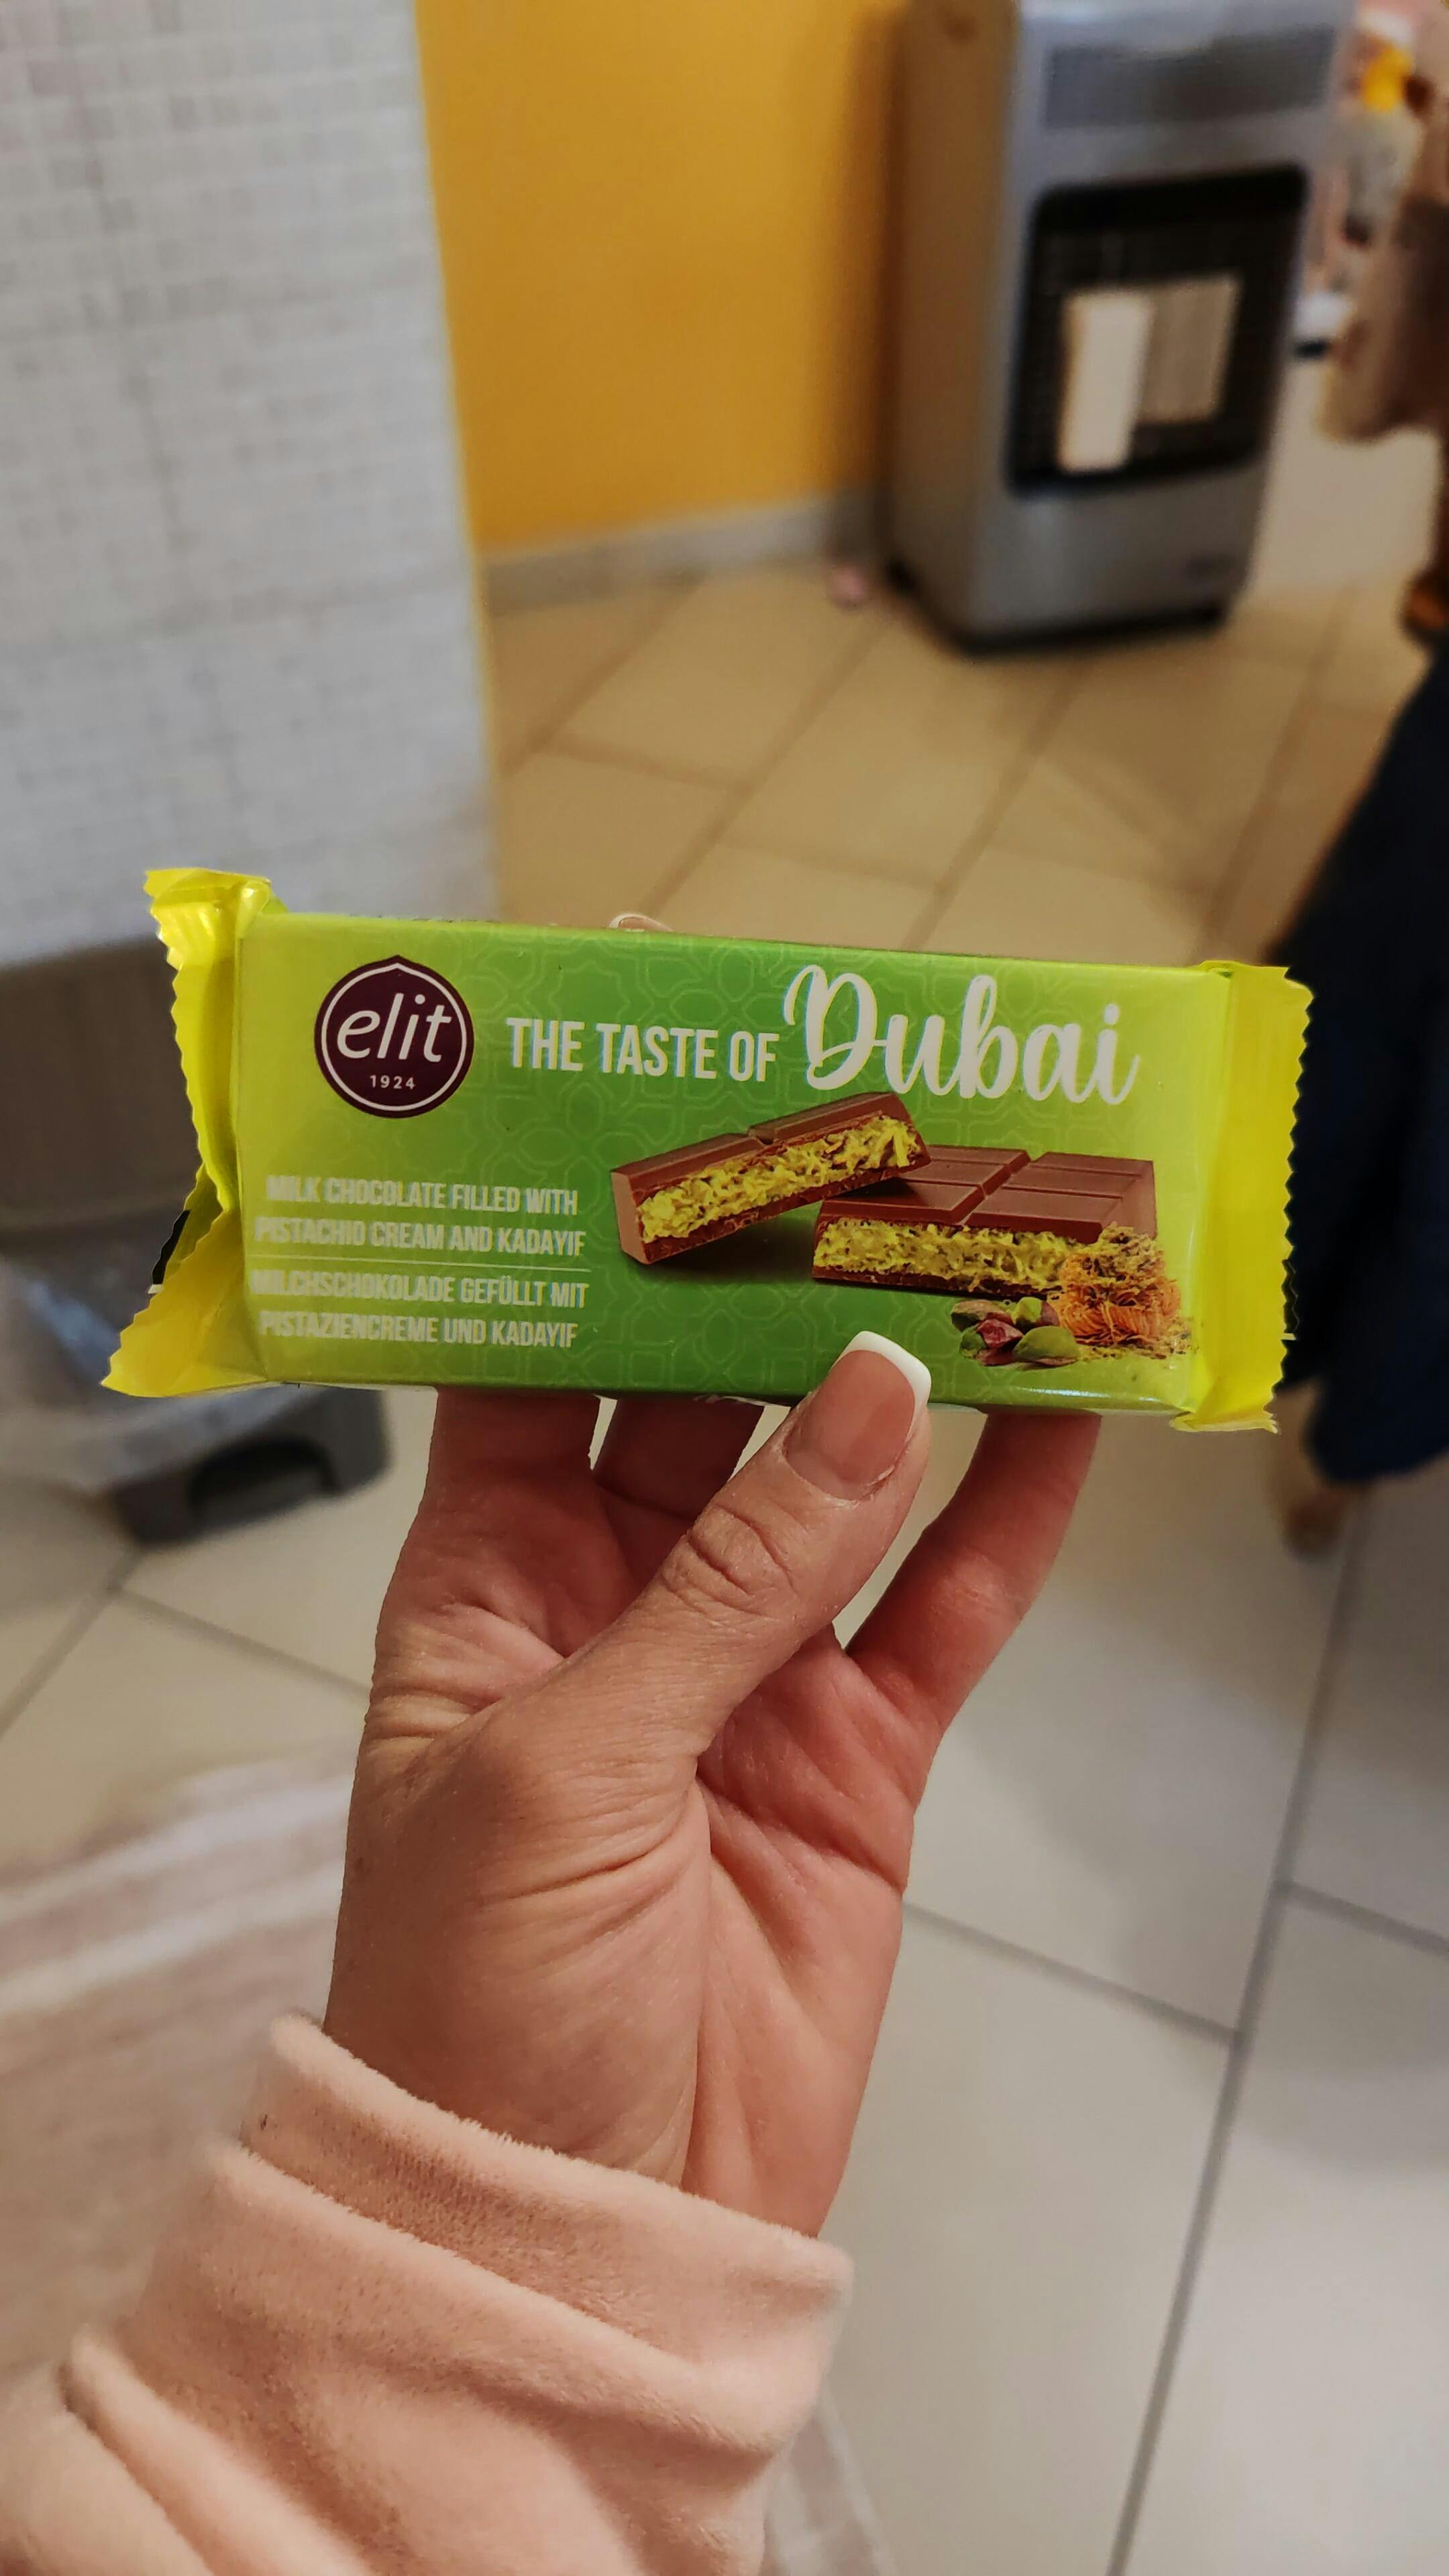 elit
1924
THE TASTE OF Dubai
MILK CHOCOLATE FILLED WITH
PISTACHIO CREAM AND KADAYIF
MILCHSCHOKOLADE GEFÜLLT MIT
PISTAZIENCREME UND KADAYIF